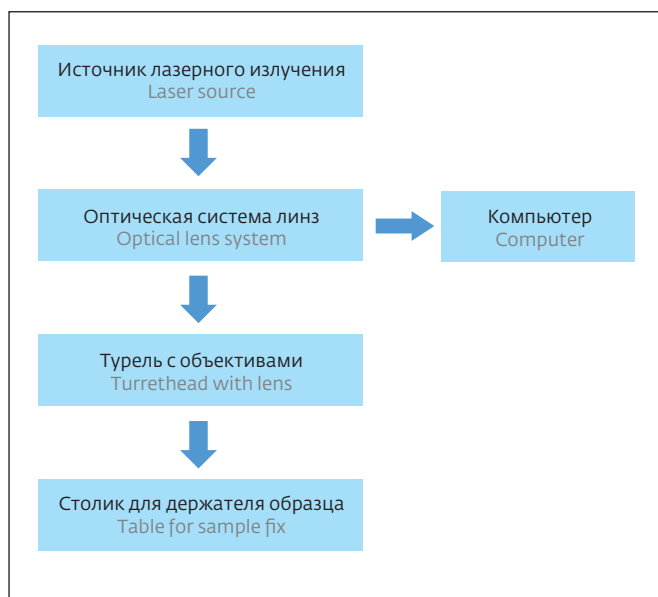 Источник лазерного излучения
Laser source
Оптическая система линз
Optical lens system
Компьютер
Computer
Турель с объективами
Turrethead with lens
Столик для держателя образца
Table for sample fix